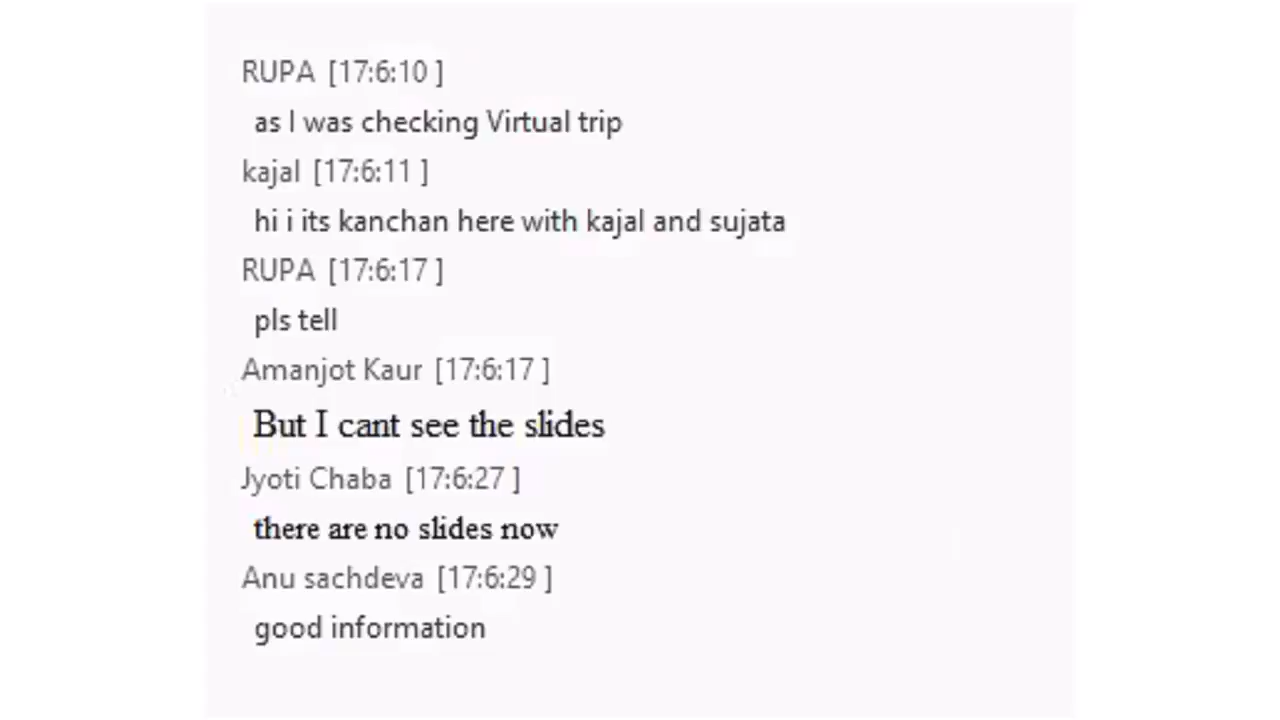 RUPA [17:6:10 ]
as I was checking Virtual trip
kajal [17:6:11 ]
hi i its kanchan here with kajal and sujata
RUPA [17:6:17 ]
pls tell
Amanjot Kaur [17:6:17 ]
But I cant see the slides
Jyoti Chaba [17:6:27 ]
there are no slides now
Anu sachdeva [17:6:29 ]
good information